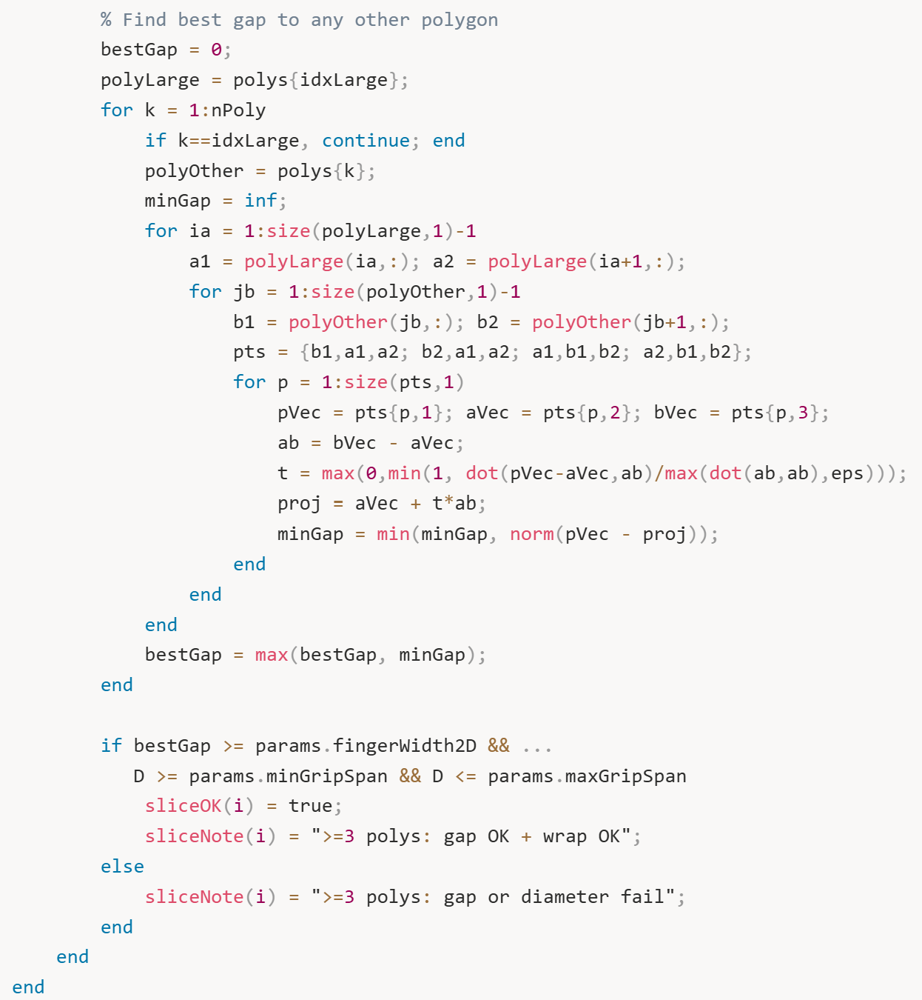 % Find best gap to any other polygon
bestGap = 0;
polyLarge = polys{idxLarge};
for k = 1:nPoly
if k==idxLarge, continue; end
polyOther = polys{k};
minGap = inf;
for ia = 1:size(polyLarge,1)-1
a1 = polyLarge(ia,:); a2 = polyLarge(ia+1,:);
for jb = 1:size(polyOther,1)-1
b1 = polyOther(jb,:); b2 = polyOther(jb+1,:);
pts = {b1,a1,a2; b2,a1,a2; a1,b1,b2; a2,b1,b2};
for p = 1:size(pts,1)
pVec = pts{p,1}; aVec = pts{p,2}; bVec = pts{p,3};
ab = bVec - aVec;
t = max(0,min(1, dot(pVec-aVec,ab)/max(dot(ab,ab),eps)));
proj = aVec + t*ab;
minGap = min(minGap, norm(pVec - proj));
end
end
end
bestGap = max(bestGap, minGap);
end
if bestGap >= params.fingerWidth2D && ...
D >= params.minGripSpan && D <= params.maxGripSpan
sliceOK(i) = true;
sliceNote(i) = ">=3 polys: gap OK + wrap OK";
else
sliceNote(i) = ">=3 polys: gap or diameter fail";
end
end
end